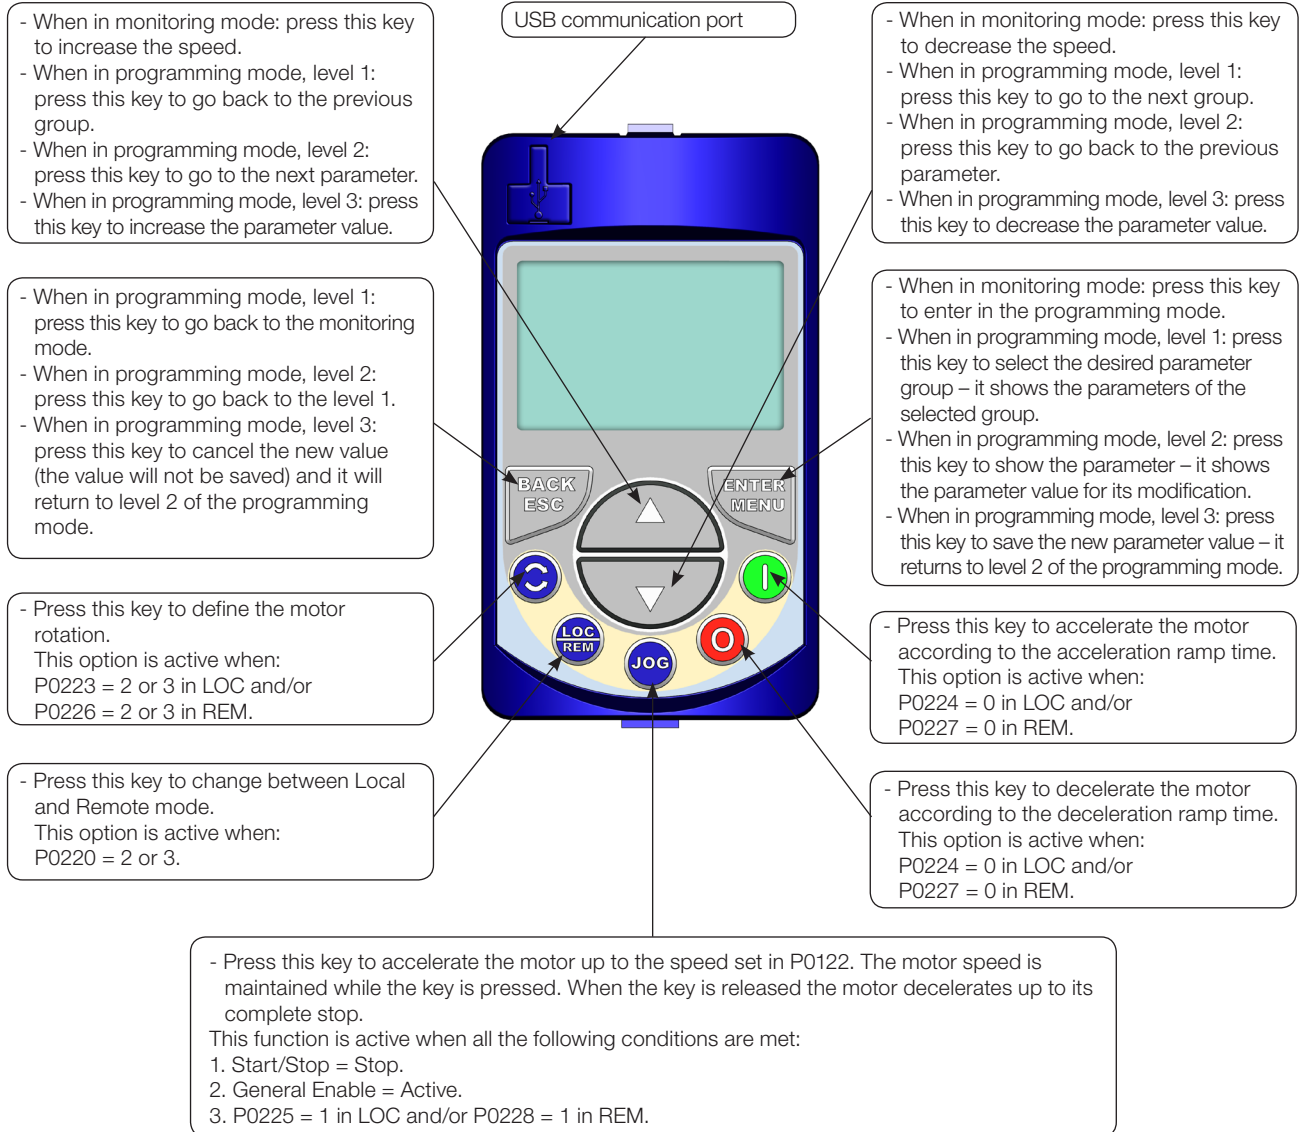 - When in monitoring mode: press this key
to increase the speed.
- When in programming mode, level 1:
press this key to go back to the previous
group.
- When in programming mode, level 2:
press this key to go to the next parameter.
- When in programming mode, level 3: press
this key to increase the parameter value.
USB communication port
- When in monitoring mode: press this key
to decrease the speed.
- When in programming mode, level 1:
press this key to go to the next group.
- When in programming mode, level 2:
press this key to go back to the previous
parameter.
- When in programming mode, level 3: press
this key to decrease the parameter value.
- When in programming mode, level 1:
press this key to go back to the monitoring
mode.
- When in programming mode, level 2:
press this key to go back to the level 1.
- When in programming mode, level 3:
press this key to cancel the new value
(the value will not be saved) and it will
return to level 2 of the programming
mode.
- When in monitoring mode: press this key
to enter in the programming mode.
- When in programming mode, level 1: press
this key to select the desired parameter
group – it shows the parameters of the
selected group.
- When in programming mode, level 2: press
this key to show the parameter – it shows
the parameter value for its modification.
- When in programming mode, level 3: press
this key to save the new parameter value – it
returns to level 2 of the programming mode.
BACK
ESC
ENTER
MENU
LOC
REM
JOG
- Press this key to define the motor
rotation.
This option is active when:
P0223 = 2 or 3 in LOC and/or
P0226 = 2 or 3 in REM.
- Press this key to accelerate the motor
according to the acceleration ramp time.
This option is active when:
P0224 = 0 in LOC and/or
P0227 = 0 in REM.
- Press this key to change between Local
and Remote mode.
This option is active when:
P0220 = 2 or 3.
- Press this key to decelerate the motor
according to the deceleration ramp time.
This option is active when:
P0224 = 0 in LOC and/or
P0227 = 0 in REM.
- Press this key to accelerate the motor up to the speed set in P0122. The motor speed is
maintained while the key is pressed. When the key is released the motor decelerates up to its
complete stop.
This function is active when all the following conditions are met:
1. Start/Stop = Stop.
2. General Enable = Active.
3. P0225 = 1 in LOC and/or P0228 = 1 in REM.